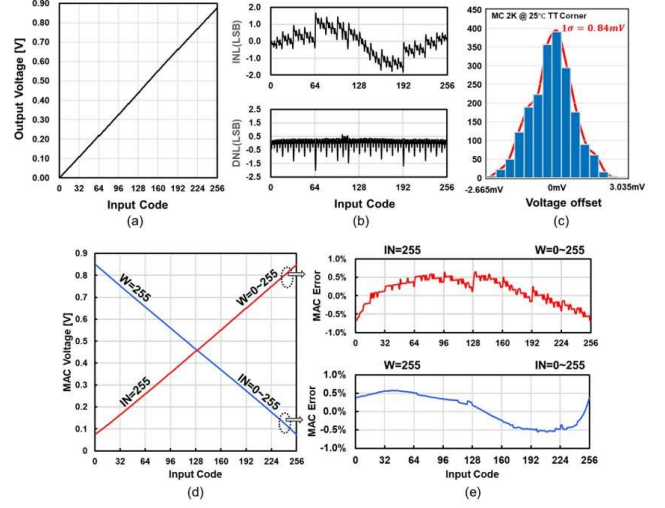 0.90
0.80
0.70
0.60
0.50
0.40
0.30
0.20
0.10
0.00
Output Voltage [V]
0 32 64 96 128 160 192 224 256
Input Code
(a)
2.0
1.0
0.0
-1.0
-2.0
INL(LSB)
0 64 128 192 256
2.5
1.5
0.5
-0.5
-1.5
-2.5
DNL(LSB)
0 64 128 192 256
Input Code
(b)
450
400
350
300
250
200
150
100
50
0
MC 2K @ 25°C TT Corner
1σ = 0.84mV
-2.665mV 0mV 3.035mV
Voltage offset
(c)
0.9
0.8
0.7
0.6
0.5
0.4
0.3
0.2
0.1
0
MAC Voltage [V]
W=255
W=0~255
IN=255
IN=0~255
0 32 64 96 128 160 192 224 256
Input Code
(d)
IN=255 W=0~255
1.0%
0.5%
0.0%
-0.5%
-1.0%
MAC Error
0 32 64 96 128 160 192 224 256
W=255 IN=0~255
1.0%
0.5%
0.0%
-0.5%
-1.0%
MAC Error
0 32 64 96 128 160 192 224 256
Input Code
(e)